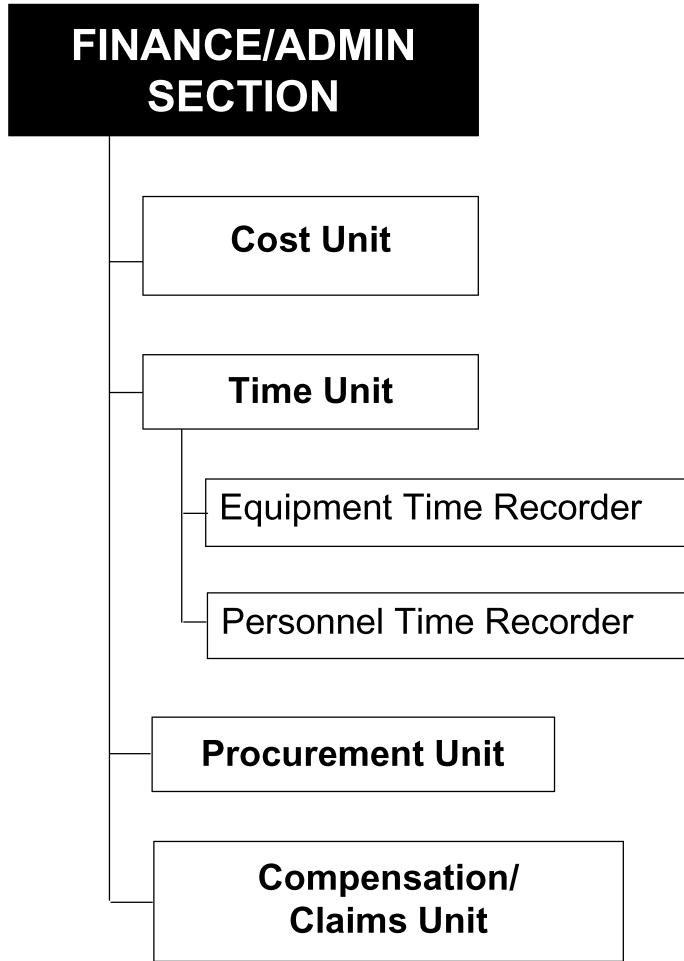 FINANCE/ADMIN
SECTION
Cost Unit
Time Unit
Equipment Time Recorder
Personnel Time Recorder
Procurement Unit
Compensation/
Claims Unit